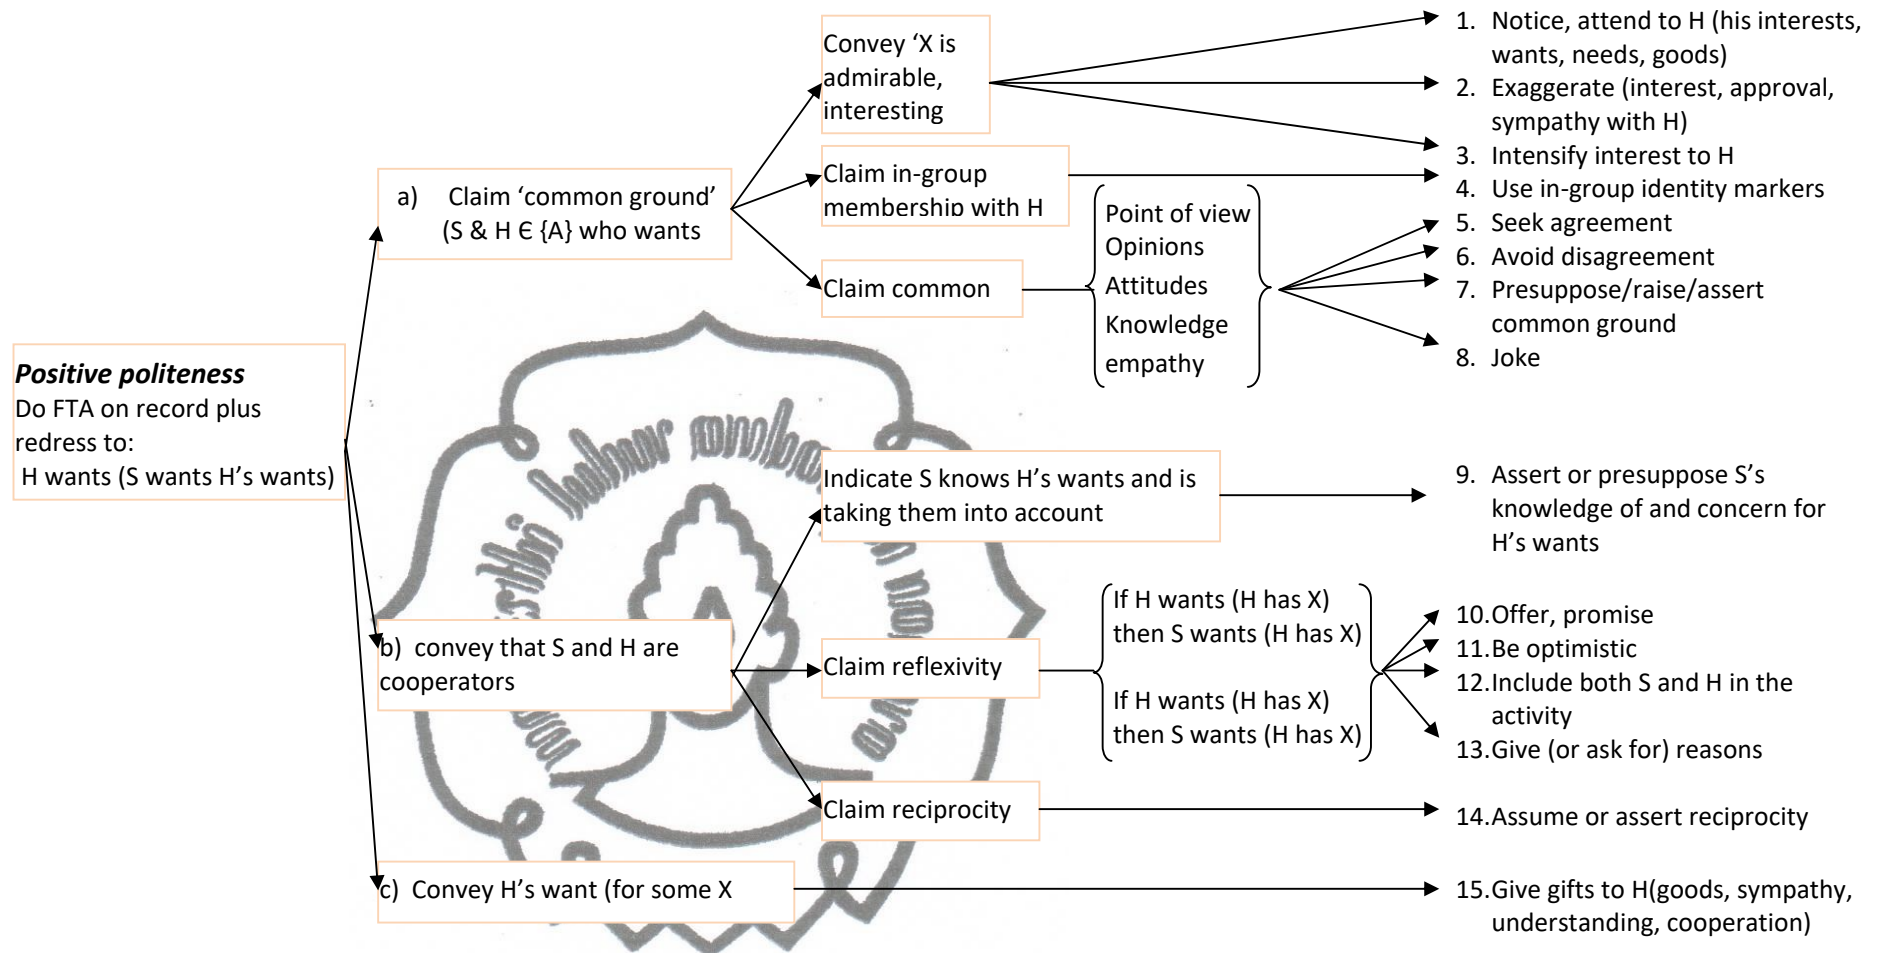 Positive politeness
Do FTA on record plus
redress to:
H wants (S wants H’s wants)
a) Claim ‘common ground’
(S & H Є {A} who wants
b) convey that S and H are
cooperators
c) Convey H’s want (for some X
Convey ‘X is
admirable,
interesting
Claim in-group
membership with H
Claim common
Point of view
Opinions
Attitudes
Knowledge
empathy
Indicate S knows H’s wants and is
taking them into account
Claim reflexivity
If H wants (H has X)
then S wants (H has X)
If H wants (H has X)
then S wants (H has X)
Claim reciprocity
1. Notice, attend to H (his interests,
wants, needs, goods)
2. Exaggerate (interest, approval,
sympathy with H)
3. Intensify interest to H
4. Use in-group identity markers
5. Seek agreement
6. Avoid disagreement
7. Presuppose/raise/assert
common ground
8. Joke
9. Assert or presuppose S’s
knowledge of and concern for
H’s wants
10.Offer, promise
11.Be optimistic
12.Include both S and H in the
activity
13.Give (or ask for) reasons
14.Assume or assert reciprocity
15.Give gifts to H(goods, sympathy,
understanding, cooperation)